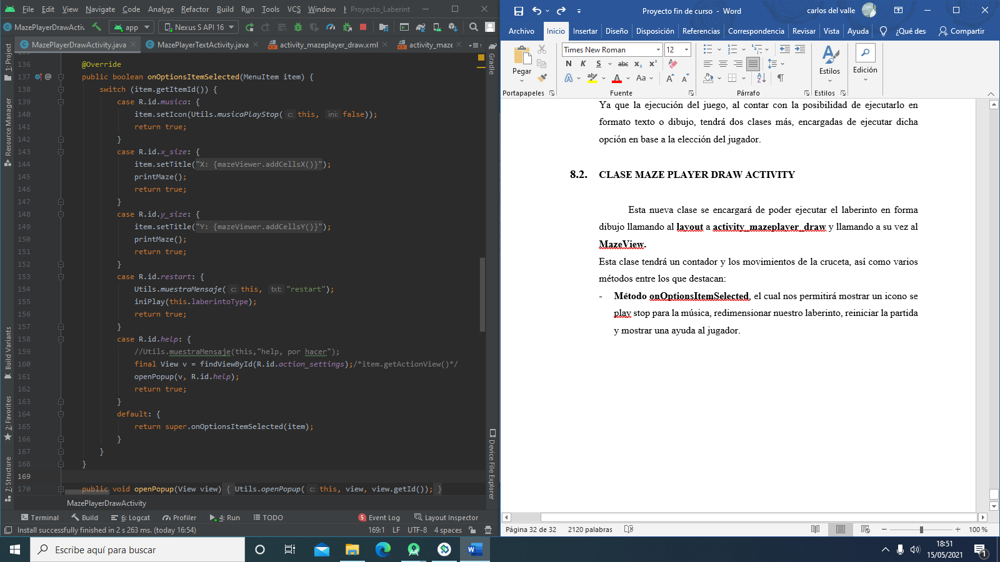 File Edit View Navigate Code Analyze Refactor Build Run Tools VCS Window Proyecto_Laberint
MazePlayerDrawActiv app Nexus S API 16
MazePlayerDrawActivity.java MazePlayerTextActivity.java activity_mazeplayer_draw.xml activity_maze
1: Project
Resource Manager
Build Variants
2: Favorites
7: Structure
Gradle
Device File Explorer
136 @Override
137 public boolean onOptionsItemSelected(MenuItem item) {
138 switch (item.getItemId()) {
139 case R.id.musica: {
140 item.setIcon(Utils.musicaPlayStop( c: this, ini: false));
141 return true;
142 }
143 case R.id.x_size: {
144 item.setTitle("X: {mazeViewer.addCellsX()}");
145 printMaze();
146 return true;
147 }
148 case R.id.y_size: {
149 item.setTitle("Y: {mazeViewer.addCellsY()}");
150 printMaze();
151 return true;
152 }
153 case R.id.restart: {
154 Utils.muestraMensaje( c: this, txt: "restart");
155 iniPlay(this.laberintoType);
156 return true;
157 }
158 case R.id.help: {
159 //Utils.muestraMensaje(this,"help, por hacer");
160 final View v = findViewById(R.id.action_settings);/*item.getActionView()*/
161 openPopup(v, R.id.help);
162 return true;
163 }
164 default: {
165 return super.onOptionsItemSelected(item);
166 }
167 }
168 }
169
170 public void openPopup(View view) { Utils.openPopup( c: this, view, view.getId()); }
MazePlayerDrawActivity
Terminal Build 6: Logcat Profiler 4: Run TODO 5 Event Log Layout Inspector
Install successfully finished in 2 s 263 ms. (today 16:54) 169:1 LF UTF-8 4 spaces
Proyecto fin de curso - Word carlos del valle
Archivo Inicio Insertar Diseño Disposición Referencias Correspondencia Revisar Vista Ayuda ¿Qué des Compartir
Pegar
Times New Roman 12
N K S abc x₂ x²
A ab A Aa A A
Estilos
Edición
Portapapeles Fuente Párrafo Estilos
Ya que la ejecución del juego, al contar con la posibilidad de ejecutarlo en
formato texto o dibujo, tendrá dos clases más, encargadas de ejecutar dicha
opción en base a la elección del jugador.
8.2. CLASE MAZE PLAYER DRAW ACTIVITY
Esta nueva clase se encargará de poder ejecutar el laberinto en forma
dibujo llamando al layout a activity_mazeplayer_draw y llamando a su vez al
MazeView.
Esta clase tendrá un contador y los movimientos de la cruceta, así como varios
métodos entre los que destacan:
- Método onOptionsItemSelected, el cual nos permitirá mostrar un icono se
play stop para la música, redimensionar nuestro laberinto, reiniciar la partida
y mostrar una ayuda al jugador.
Página 32 de 32 2120 palabras 100 %
Escribe aquí para buscar
18:51
15/05/2021
1